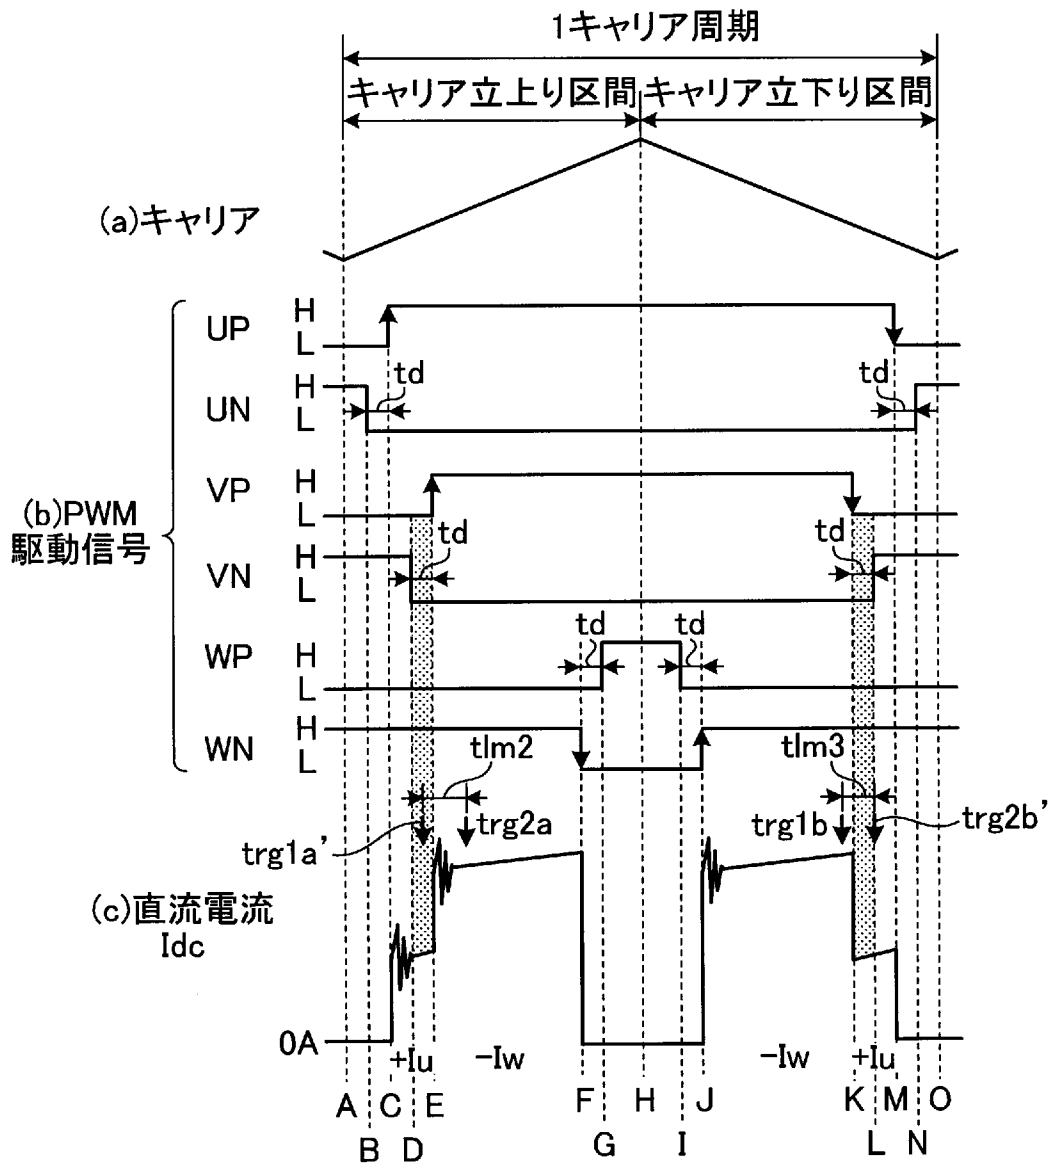 1キャリア周期
キャリア立上り区間 キャリア立下り区間
(a)キャリア
(b)PWM
駆動信号
UP H
L
UN H
L
td td
VP H
L
VN H
L
td td
WP H
L
td td
WN H
L
tlm2 tlm3
trg1a' trg2a trg1b trg2b'
(c)直流電流
Idc
0A
+Iu -Iw -Iw +Iu
A C E F H J K M O
B D G I L N